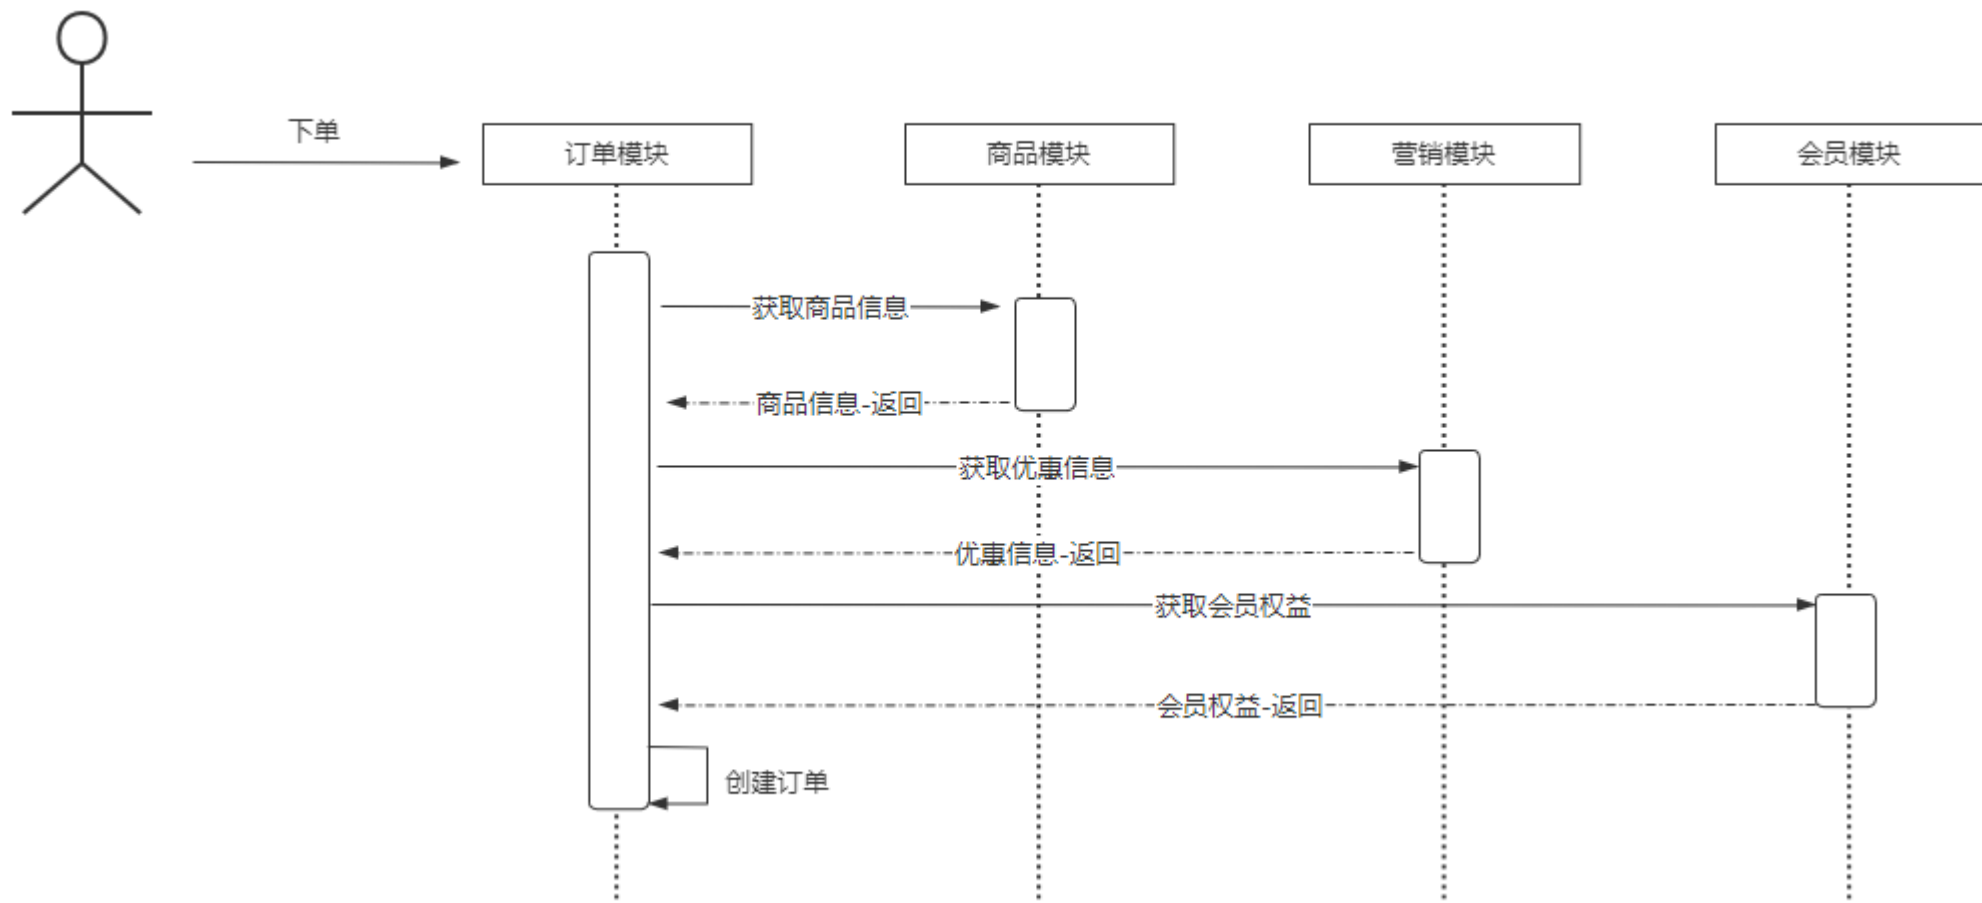 下单
订单模块
商品模块
营销模块
会员模块
获取商品信息
商品信息-返回
获取优惠信息
优惠信息-返回
获取会员权益
会员权益-返回
创建订单